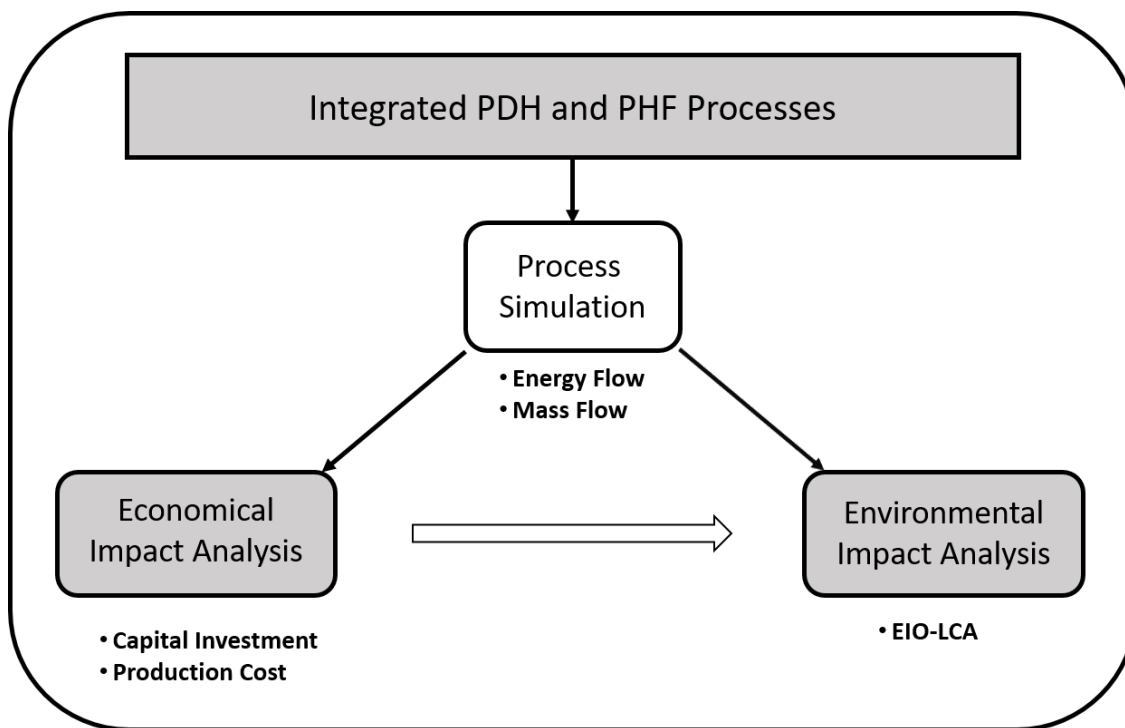 Integrated PDH and PHF Processes
Process
Simulation
• Energy Flow
• Mass Flow
Economical
Impact Analysis
• Capital Investment
• Production Cost
Environmental
Impact Analysis
• EIO-LCA